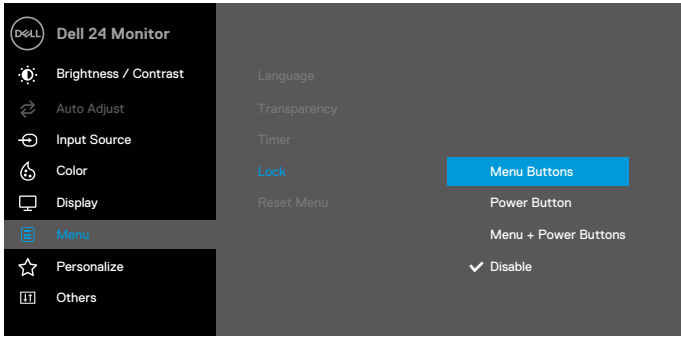 DELL Dell 24 Monitor
Brightness / Contrast
Auto Adjust
Input Source
Color
Display
Menu
Personalize
Others
Language
Transparency
Timer
Lock
Reset Menu
Menu Buttons
Power Button
Menu + Power Buttons
Disable